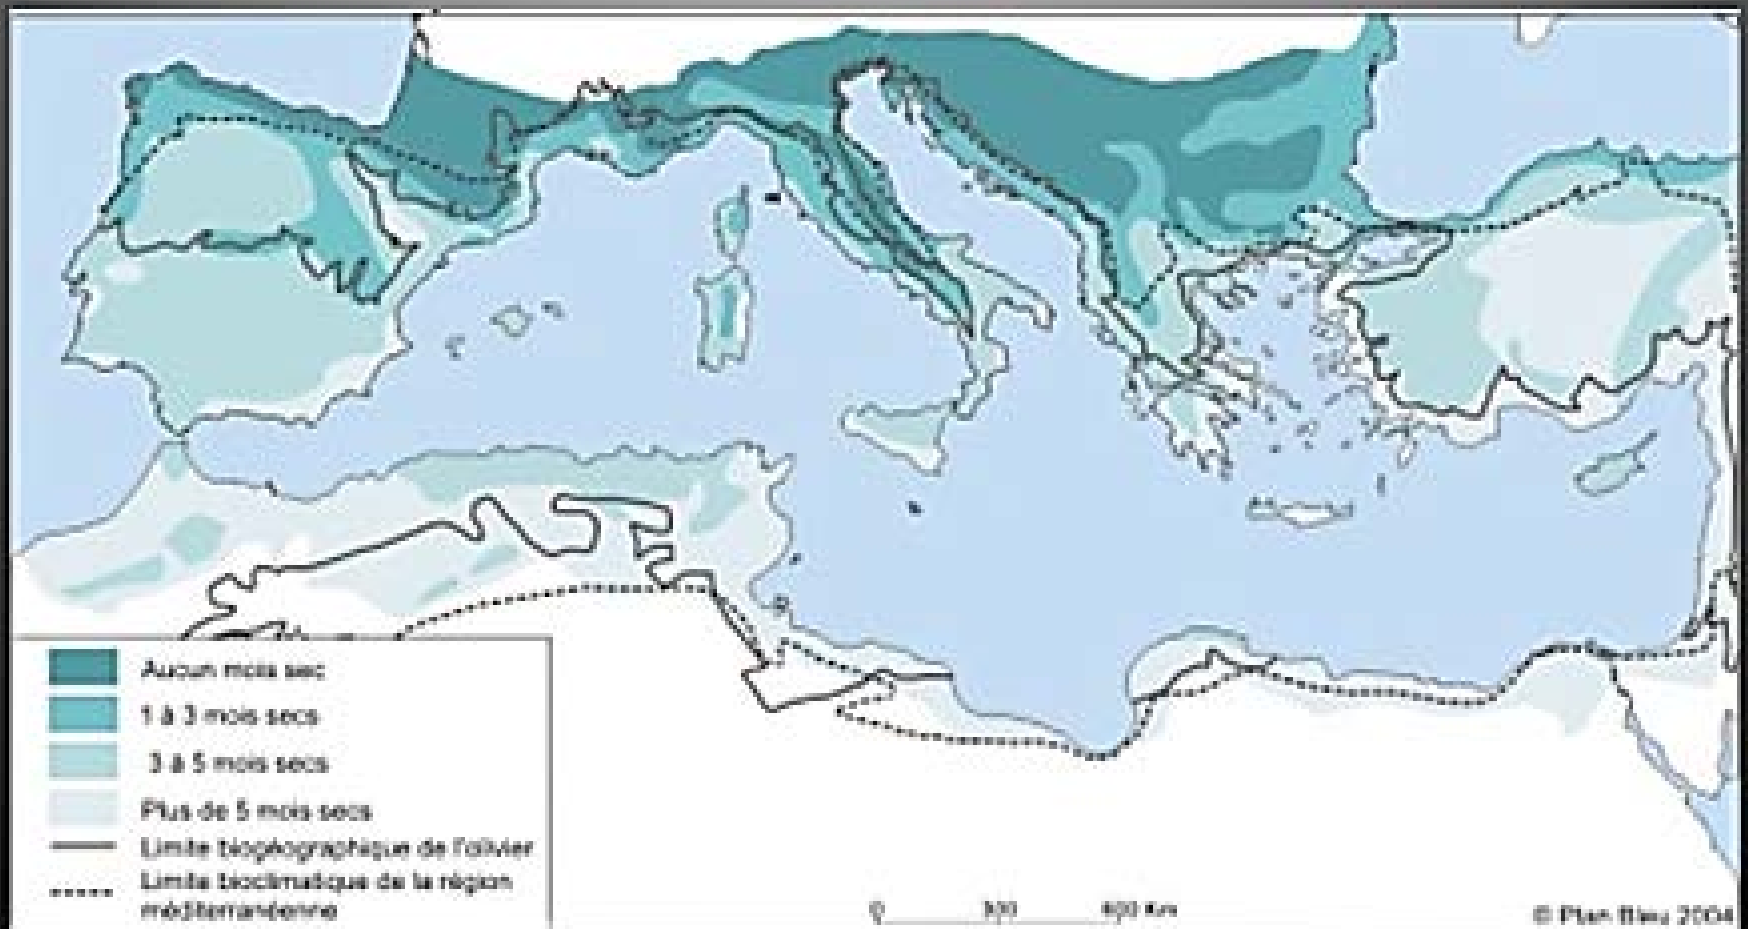 Aucun mois sec
1 à 3 mois secs
3 à 5 mois secs
Plus de 5 mois secs
Limite biogéographique de l'olivier
Limite bioclimatique de la région
méditerranéenne
0 300 600 Km
© Plan Bleu 2004